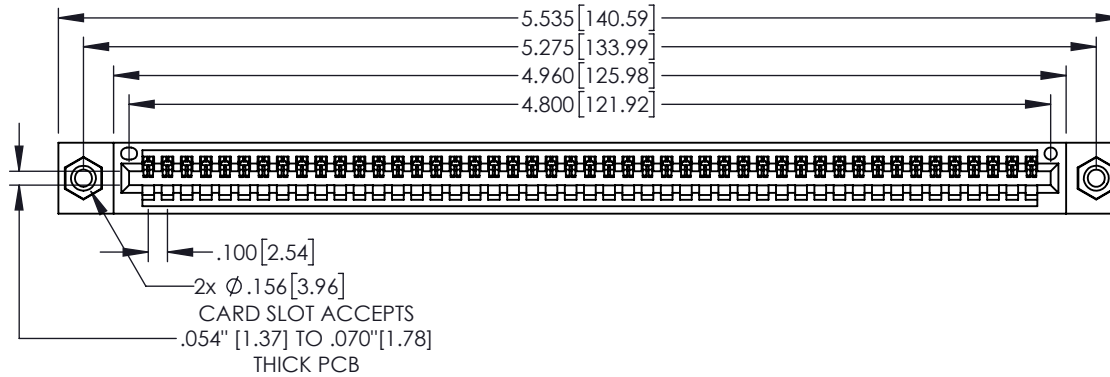 5.535[140.59]
5.275[133.99]
4.960[125.98]
4.800[121.92]
.100[2.54]
2x Ø.156[3.96]
CARD SLOT ACCEPTS
.054" [1.37] TO .070"[1.78]
THICK PCB